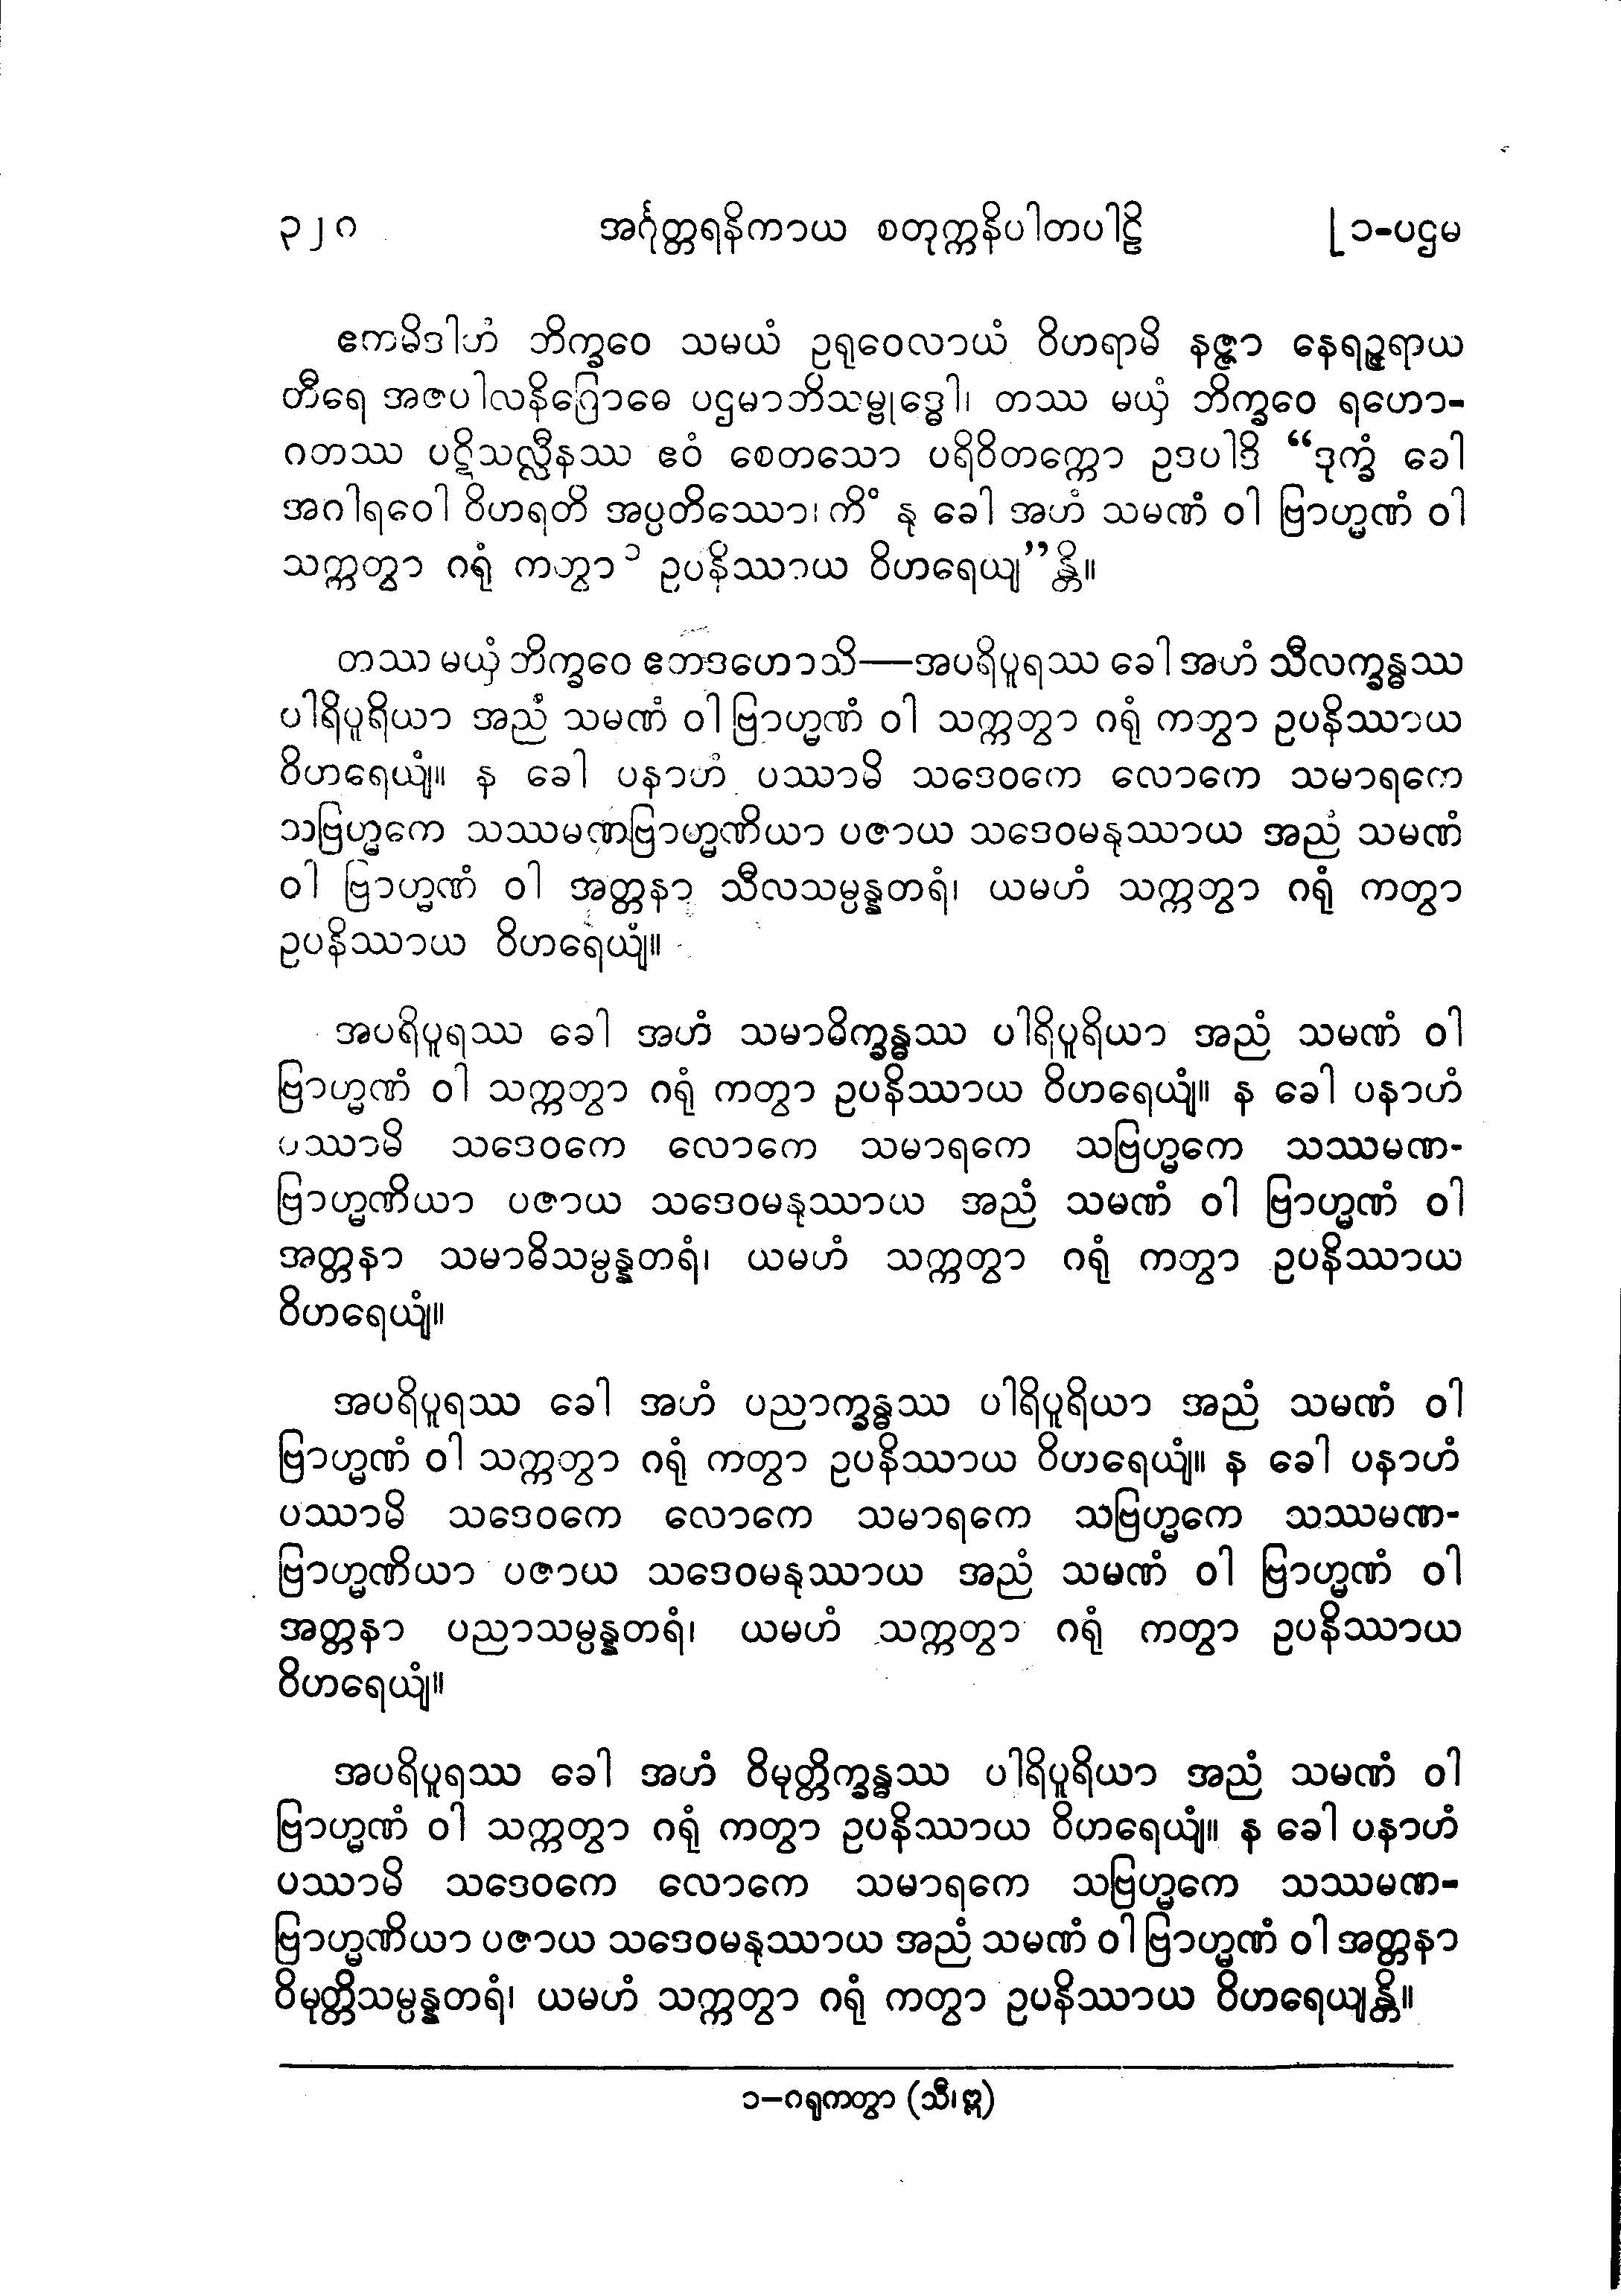 ၃၂၀ အင်္ဂုတ္တရနိကာယ စတုက္ကနိပါတပါဠိ [၁-ပဌမ
ဧကမိဒါဟံ ဘိက္ခဝေ သမယံ ဥရုဝေလာယံ ဝိဟရာမိ နဇ္ဇာ နေရဉ္ဇရာယ
တီရေ အဇပါလနိဂြောဓေ ပဌမာဘိသမ္ဗုဒ္ဓေါ၊ တဿ မယှံ ဘိက္ခဝေ ရဟော-
ဂတဿ ပဋိသလ္လီနဿ ဧဝံ စေတသော ပရိဝိတက္ကော ဥဒပါဒိ “ဒုက္ခံ ခေါ
အဂါရဝေါ ဝိဟရတိ အပ္ပတိဿော၊ ကိံ နု ခေါ အဟံ သမဏံ ဝါ ဗြာဟ္မဏံ ဝါ
သက္ကတွာ ဂရုံ ကတွာ ၁ ဥပနိဿာယ ဝိဟရေယျ”န္တိ။
တဿ မယှံ ဘိက္ခဝေ ဧတဒဟောသိ—အပရိပူရဿ ခေါ အဟံ သီလက္ခန္ဓဿ
ပါရိပူရိယာ အညံ သမဏံ ဝါ ဗြာဟ္မဏံ ဝါ သက္ကတွာ ဂရုံ ကတွာ ဥပနိဿာယ
ဝိဟရေယျံ။ န ခေါ ပနာဟံ ပဿာမိ သဒေဝကေ လောကေ သမာရကေ
သဗြဟ္မကေ သဿမဏဗြာဟ္မဏိယာ ပဇာယ သဒေဝမနုဿာယ အညံ သမဏံ
ဝါ ဗြာဟ္မဏံ ဝါ အတ္တနာ သီလသမ္ပန္နတရံ၊ ယမဟံ သက္ကတွာ ဂရုံ ကတွာ
ဥပနိဿာယ ဝိဟရေယျံ။
အပရိပူရဿ ခေါ အဟံ သမာဓိက္ခန္ဓဿ ပါရိပူရိယာ အညံ သမဏံ ဝါ
ဗြာဟ္မဏံ ဝါ သက္ကတွာ ဂရုံ ကတွာ ဥပနိဿာယ ဝိဟရေယျံ။ န ခေါ ပနာဟံ
ပဿာမိ သဒေဝကေ လောကေ သမာရကေ သဗြဟ္မကေ သဿမဏ-
ဗြာဟ္မဏိယာ ပဇာယ သဒေဝမနုဿာယ အညံ သမဏံ ဝါ ဗြာဟ္မဏံ ဝါ
အတ္တနာ သမာဓိသမ္ပန္နတရံ၊ ယမဟံ သက္ကတွာ ဂရုံ ကတွာ ဥပနိဿာယ
ဝိဟရေယျံ။
အပရိပူရဿ ခေါ အဟံ ပညာက္ခန္ဓဿ ပါရိပူရိယာ အညံ သမဏံ ဝါ
ဗြာဟ္မဏံ ဝါ သက္ကတွာ ဂရုံ ကတွာ ဥပနိဿာယ ဝိဟရေယျံ။ န ခေါ ပနာဟံ
ပဿာမိ သဒေဝကေ လောကေ သမာရကေ သဗြဟ္မကေ သဿမဏ-
ဗြာဟ္မဏိယာ ပဇာယ သဒေဝမနုဿာယ အညံ သမဏံ ဝါ ဗြာဟ္မဏံ ဝါ
အတ္တနာ ပညာသမ္ပန္နတရံ၊ ယမဟံ သက္ကတွာ ဂရုံ ကတွာ ဥပနိဿာယ
ဝိဟရေယျံ။
အပရိပူရဿ ခေါ အဟံ ဝိမုတ္တိက္ခန္ဓဿ ပါရိပူရိယာ အညံ သမဏံ ဝါ
ဗြာဟ္မဏံ ဝါ သက္ကတွာ ဂရုံ ကတွာ ဥပနိဿာယ ဝိဟရေယျံ။ န ခေါ ပနာဟံ
ပဿာမိ သဒေဝကေ လောကေ သမာရကေ သဗြဟ္မကေ သဿမဏ-
ဗြာဟ္မဏိယာ ပဇာယ သဒေဝမနုဿာယ အညံ သမဏံ ဝါ ဗြာဟ္မဏံ ဝါ အတ္တနာ
ဝိမုတ္တိသမ္ပန္နတရံ၊ ယမဟံ သက္ကတွာ ဂရုံ ကတွာ ဥပနိဿာယ ဝိဟရေယျန္တိ။
၁–ဂရုကတွာ (သီ၊ ဣ)